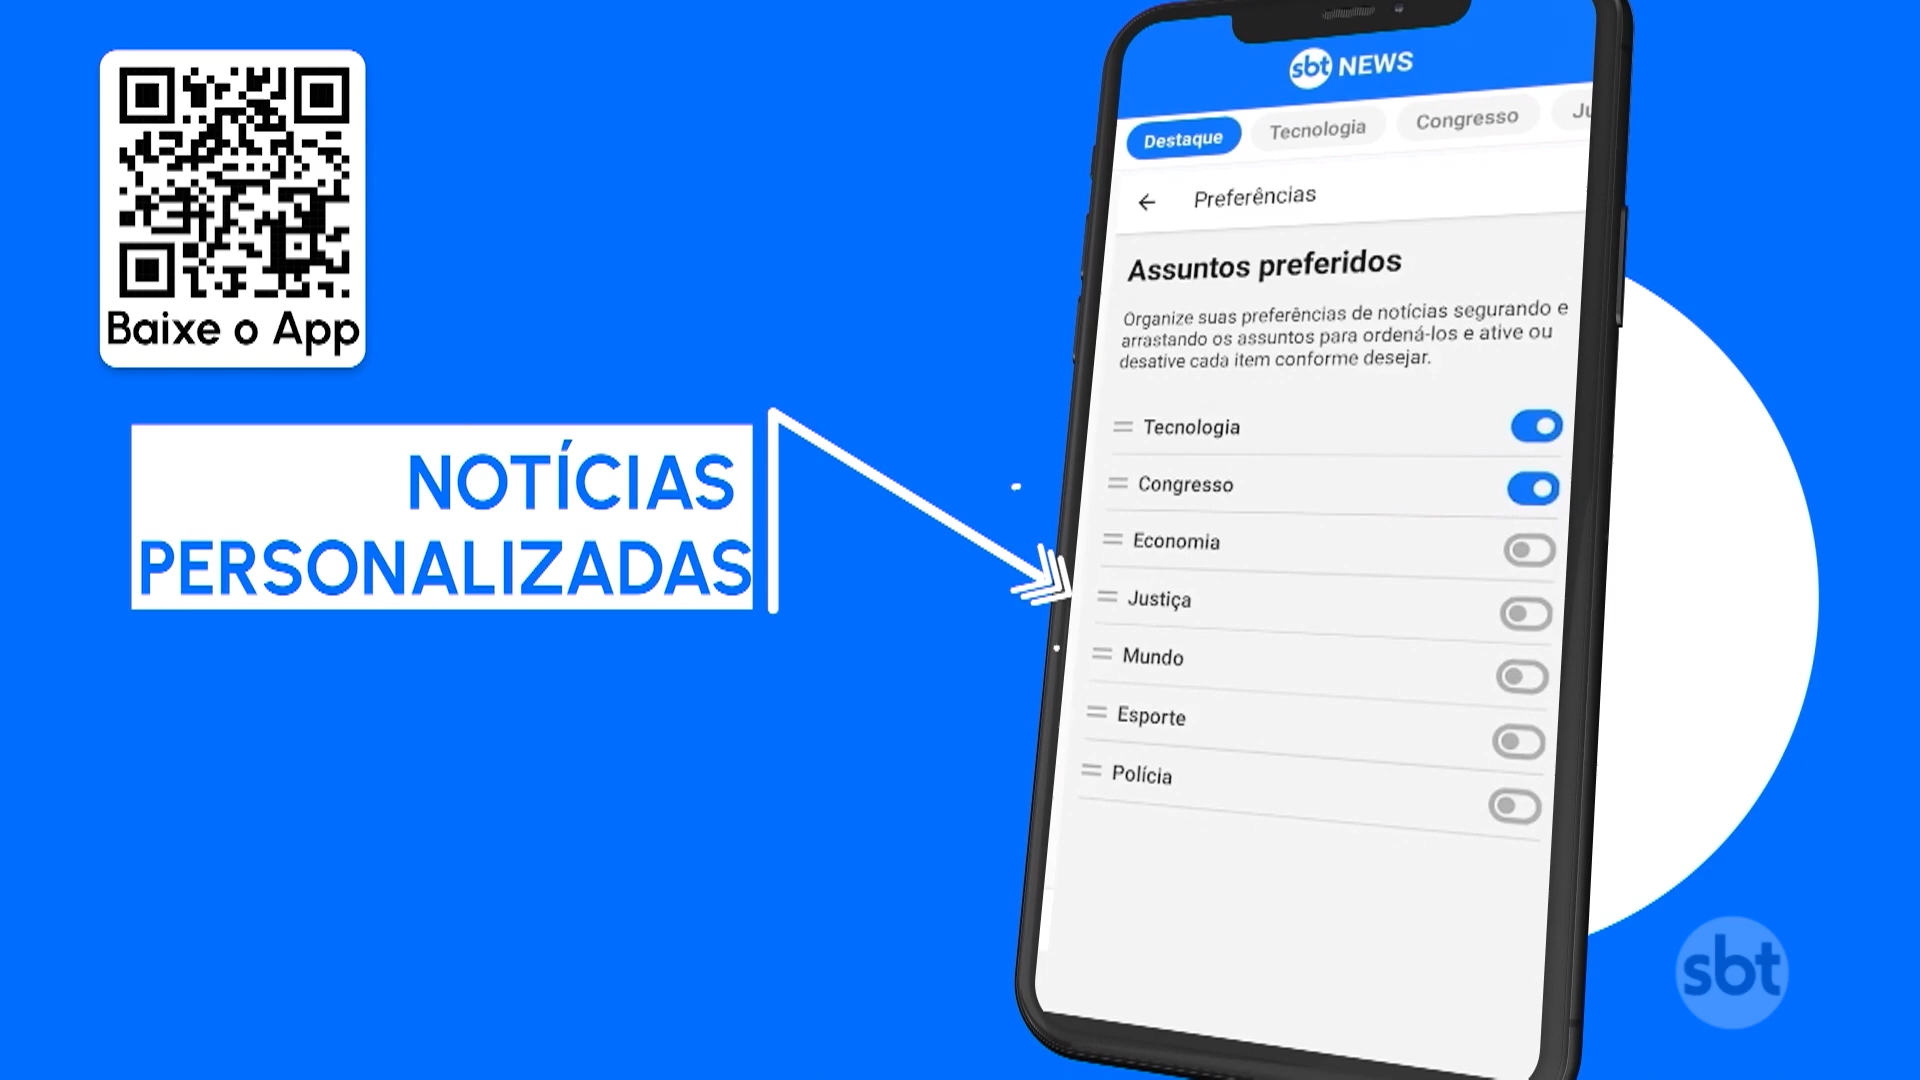 Baixe o App
NOTÍCIAS
PERSONALIZADAS
sbt NEWS
Destaque
Tecnologia
Congresso
Ju
Preferências
Assuntos preferidos
Organize suas preferências de notícias segurando e
arrastando os assuntos para ordená-los e ative ou
desative cada item conforme desejar.
Tecnologia
Congresso
Economia
Justiça
Mundo
Esporte
Polícia
sbt